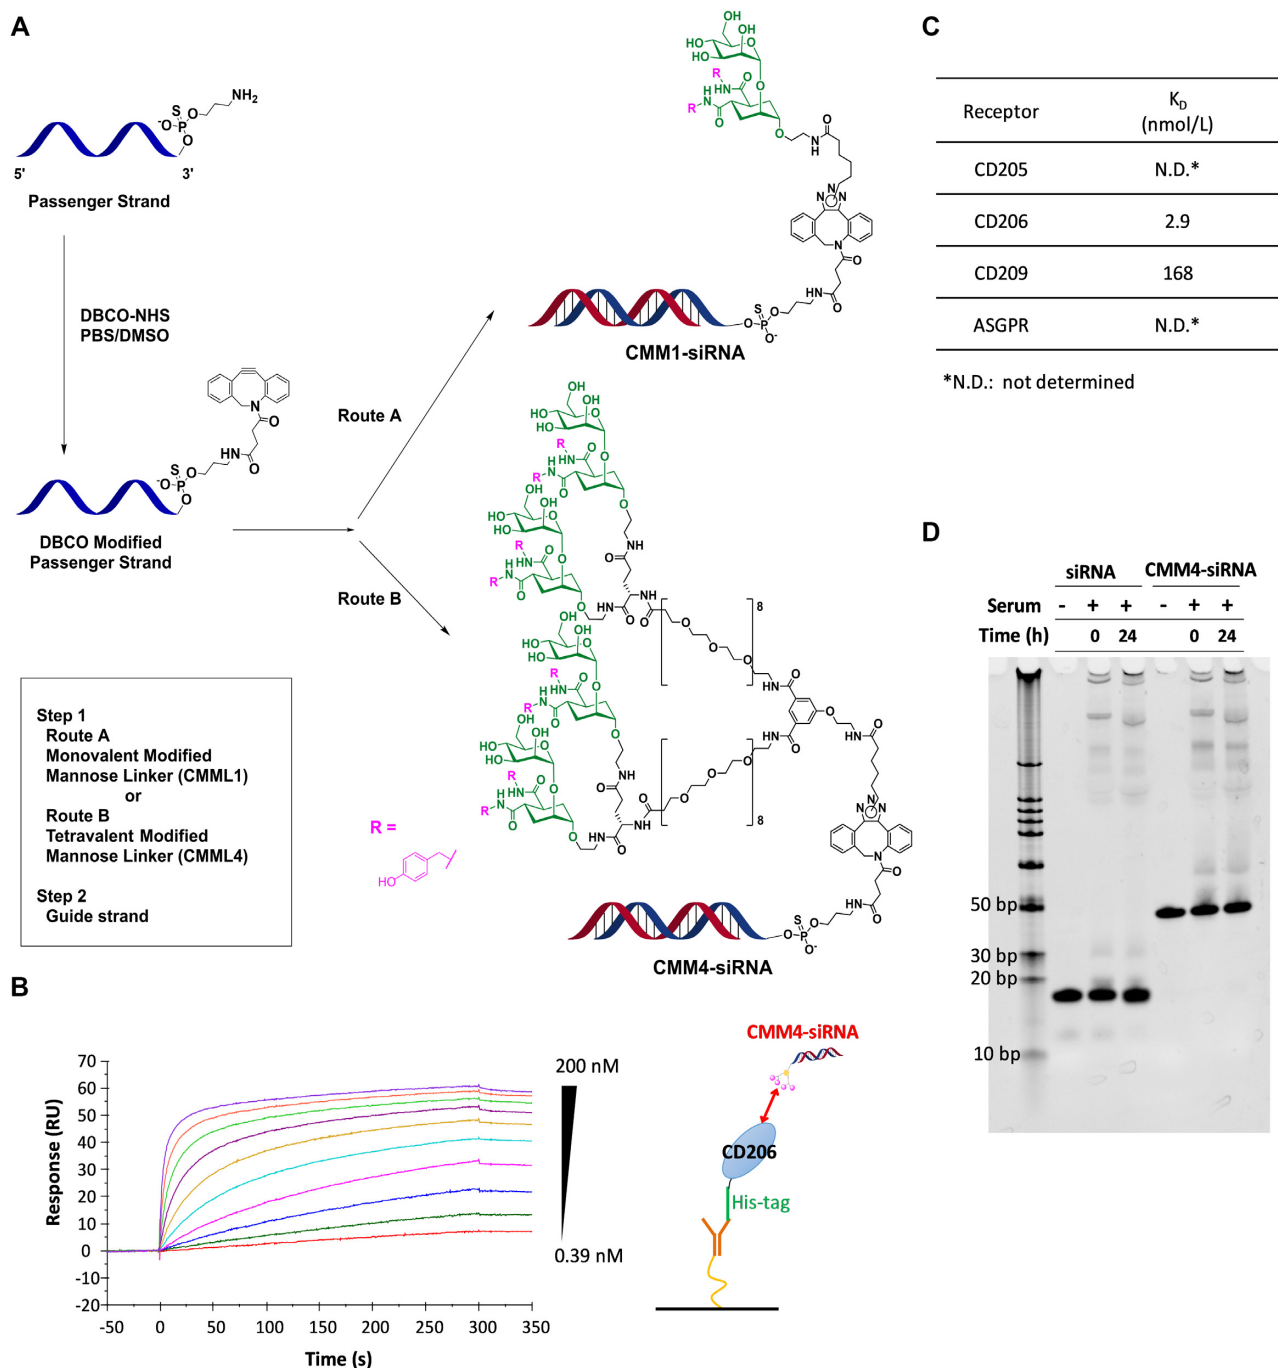 A
NH₂
S
⁻O
P
O
O
5'
3'
Passenger Strand
DBCO-NHS
PBS/DMSO
N
O
HN
O
S
⁻O
P
O
O
DBCO Modified
Passenger Strand
Route A
Route B
CMM1-siRNA
CMM4-siRNA
8
8
R =
HO
Step 1
Route A
Monovalent Modified
Mannose Linker (CMML1)
or
Route B
Tetravalent Modified
Mannose Linker (CMML4)
Step 2
Guide strand
B
Response (RU)
70
60
50
40
30
20
10
0
-10
-20
-50 0 50 100 150 200 250 300 350
Time (s)
200 nM
0.39 nM
CMM4-siRNA
CD206
His-tag
C
Receptor K_D (nmol/L)
CD205 N.D.*
CD206 2.9
CD209 168
ASGPR N.D.*
*N.D.: not determined
D
siRNA CMM4-siRNA
Serum - + + - + +
Time (h) 0 24 0 24
50 bp
30 bp
20 bp
10 bp